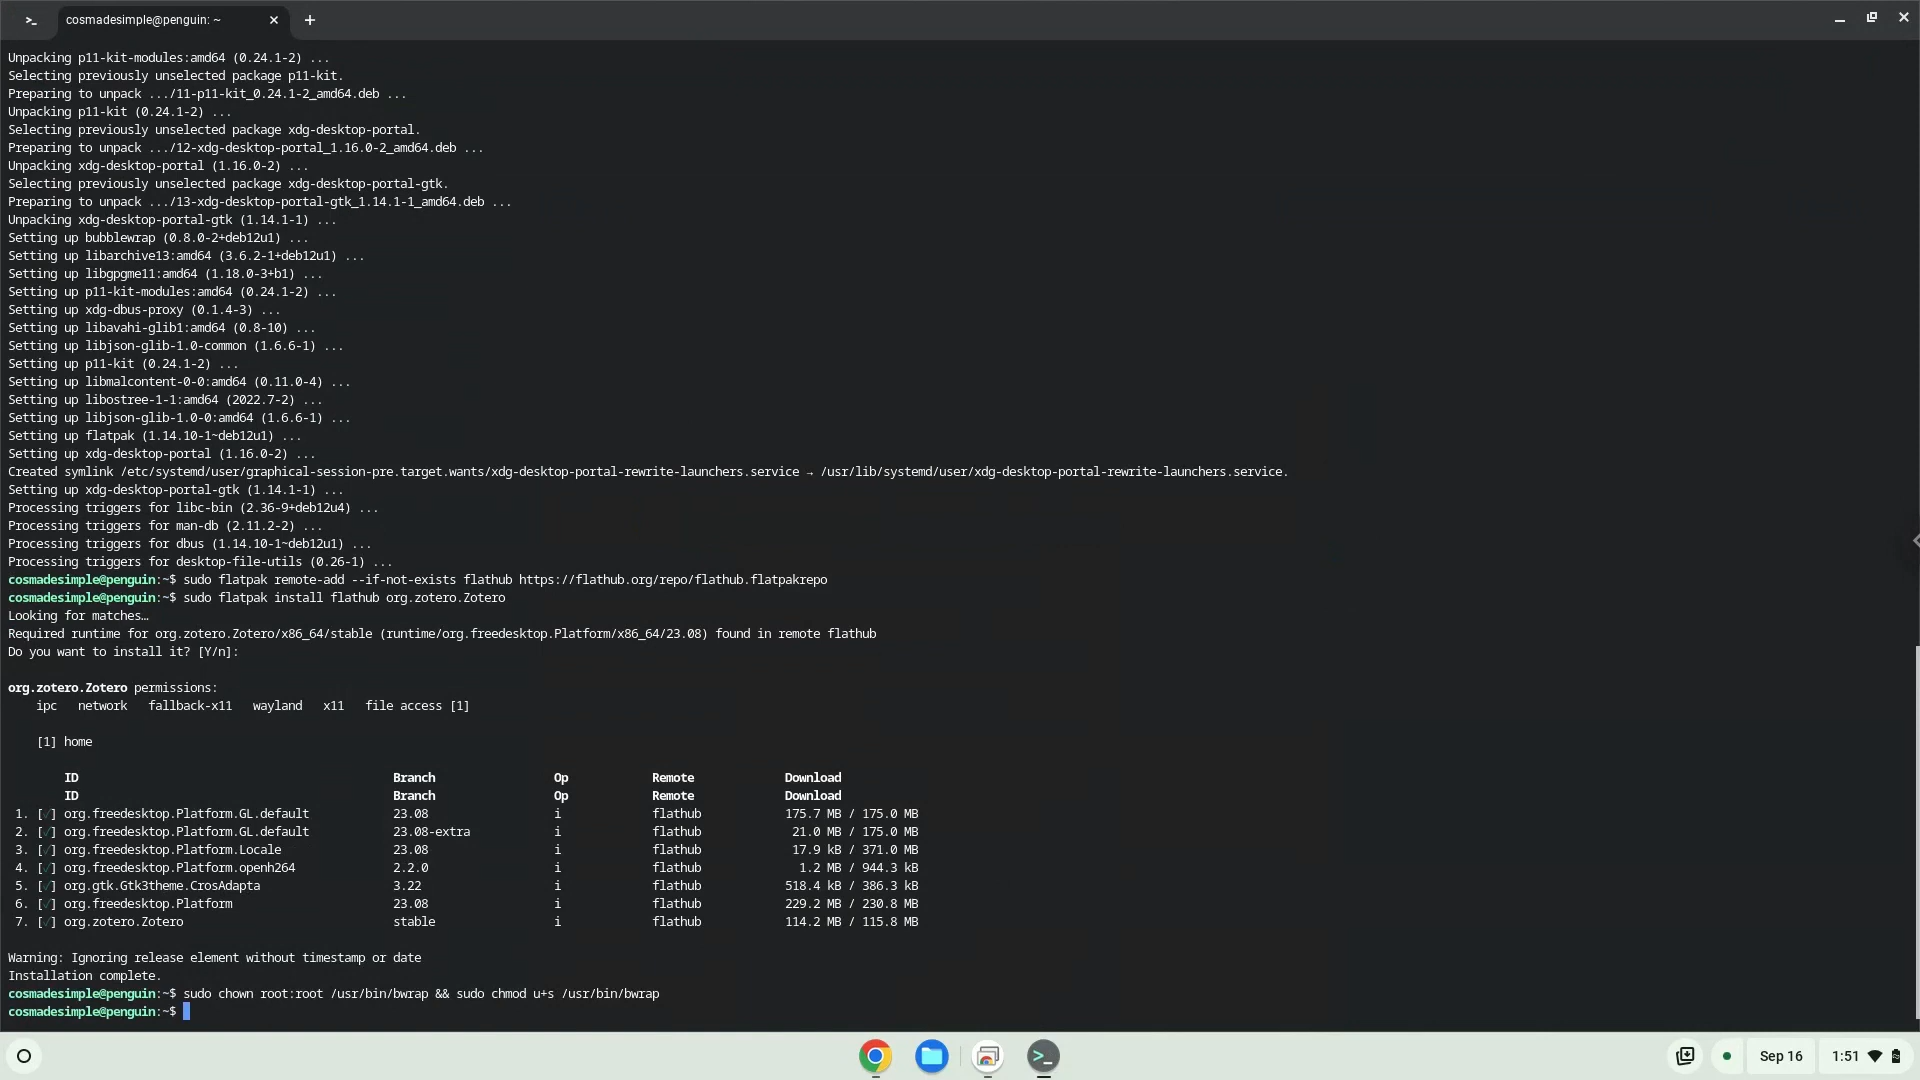 cosmadesimple@penguin: ~
Unpacking p11-kit-modules:amd64 (0.24.1-2) ...
Selecting previously unselected package p11-kit.
Preparing to unpack .../11-p11-kit_0.24.1-2_amd64.deb ...
Unpacking p11-kit (0.24.1-2) ...
Selecting previously unselected package xdg-desktop-portal.
Preparing to unpack .../12-xdg-desktop-portal_1.16.0-2_amd64.deb ...
Unpacking xdg-desktop-portal (1.16.0-2) ...
Selecting previously unselected package xdg-desktop-portal-gtk.
Preparing to unpack .../13-xdg-desktop-portal-gtk_1.14.1-1_amd64.deb ...
Unpacking xdg-desktop-portal-gtk (1.14.1-1) ...
Setting up bubblewrap (0.8.0-2+deb12u1) ...
Setting up libarchive13:amd64 (3.6.2-1+deb12u1) ...
Setting up libgpgme11:amd64 (1.18.0-3+b1) ...
Setting up p11-kit-modules:amd64 (0.24.1-2) ...
Setting up xdg-dbus-proxy (0.1.4-3) ...
Setting up libavahi-glib1:amd64 (0.8-10) ...
Setting up libjson-glib-1.0-common (1.6.6-1) ...
Setting up p11-kit (0.24.1-2) ...
Setting up libmalcontent-0-0:amd64 (0.11.0-4) ...
Setting up libostree-1-1:amd64 (2022.7-2) ...
Setting up libjson-glib-1.0-0:amd64 (1.6.6-1) ...
Setting up flatpak (1.14.10-1~deb12u1) ...
Setting up xdg-desktop-portal (1.16.0-2) ...
Created symlink /etc/systemd/user/graphical-session-pre.target.wants/xdg-desktop-portal-rewrite-launchers.service → /usr/lib/systemd/user/xdg-desktop-portal-rewrite-launchers.service.
Setting up xdg-desktop-portal-gtk (1.14.1-1) ...
Processing triggers for libc-bin (2.36-9+deb12u4) ...
Processing triggers for man-db (2.11.2-2) ...
Processing triggers for dbus (1.14.10-1~deb12u1) ...
Processing triggers for desktop-file-utils (0.26-1) ...
cosmadesimple@penguin:~$ sudo flatpak remote-add --if-not-exists flathub https://flathub.org/repo/flathub.flatpakrepo
cosmadesimple@penguin:~$ sudo flatpak install flathub org.zotero.Zotero
Looking for matches…
Required runtime for org.zotero.Zotero/x86_64/stable (runtime/org.freedesktop.Platform/x86_64/23.08) found in remote flathub
Do you want to install it? [Y/n]:
org.zotero.Zotero permissions:
ipc network fallback-x11 wayland x11 file access [1]
[1] home
ID Branch Op Remote Download
ID Branch Op Remote Download
1. [✓] org.freedesktop.Platform.GL.default 23.08 i flathub 175.7 MB / 175.0 MB
2. [✓] org.freedesktop.Platform.GL.default 23.08-extra i flathub 21.0 MB / 175.0 MB
3. [✓] org.freedesktop.Platform.Locale 23.08 i flathub 17.9 kB / 371.0 MB
4. [✓] org.freedesktop.Platform.openh264 2.2.0 i flathub 1.2 MB / 944.3 kB
5. [✓] org.gtk.Gtk3theme.CrosAdapta 3.22 i flathub 518.4 kB / 386.3 kB
6. [✓] org.freedesktop.Platform 23.08 i flathub 229.2 MB / 230.8 MB
7. [✓] org.zotero.Zotero stable i flathub 114.2 MB / 115.8 MB
Warning: Ignoring release element without timestamp or date
Installation complete.
cosmadesimple@penguin:~$ sudo chown root:root /usr/bin/bwrap && sudo chmod u+s /usr/bin/bwrap
cosmadesimple@penguin:~$
Sep 16 1:51